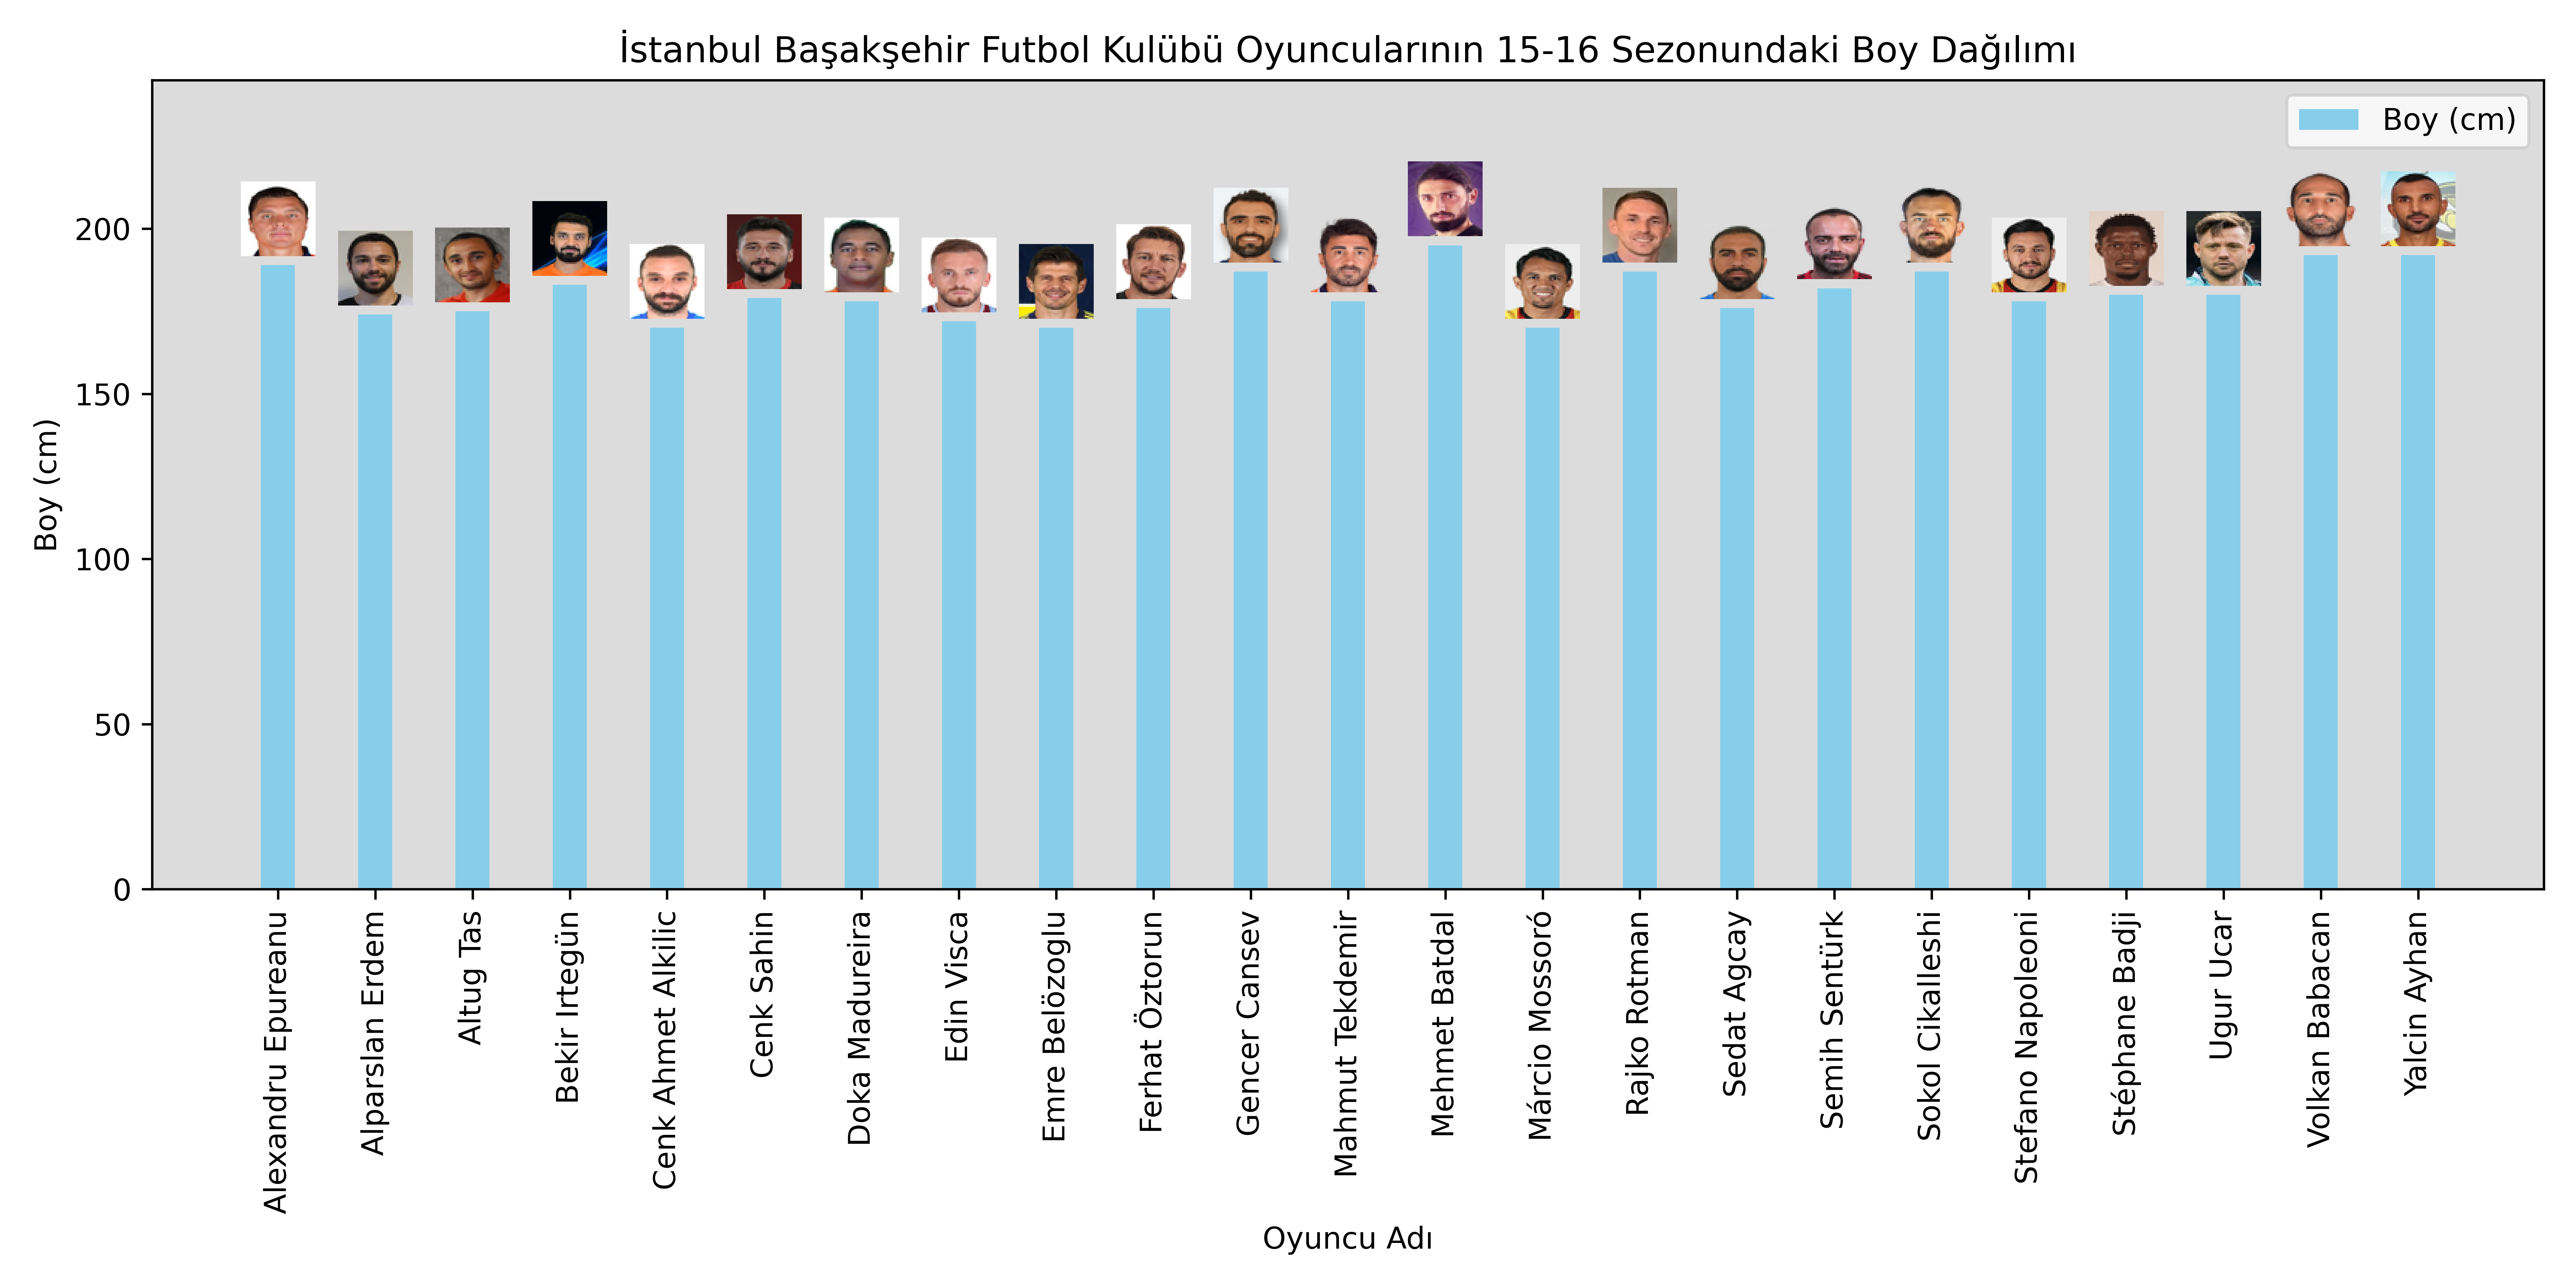 İstanbul Başakşehir Futbol Kulübü Oyuncularının 15-16 Sezonundaki Boy Dağılımı
Boy (cm)
Boy (cm)
200
150
100
50
0
Alexandru Epureanu
Alparslan Erdem
Altug Tas
Bekir Irtegün
Cenk Ahmet Alkilic
Cenk Sahin
Doka Madureira
Edin Visca
Emre Belözoglu
Ferhat Öztorun
Gencer Cansev
Mahmut Tekdemir
Mehmet Batdal
Márcio Mossoró
Rajko Rotman
Sedat Agcay
Semih Sentürk
Sokol Cikalleshi
Stefano Napoleoni
Stéphane Badji
Ugur Ucar
Volkan Babacan
Yalcin Ayhan
Oyuncu Adı